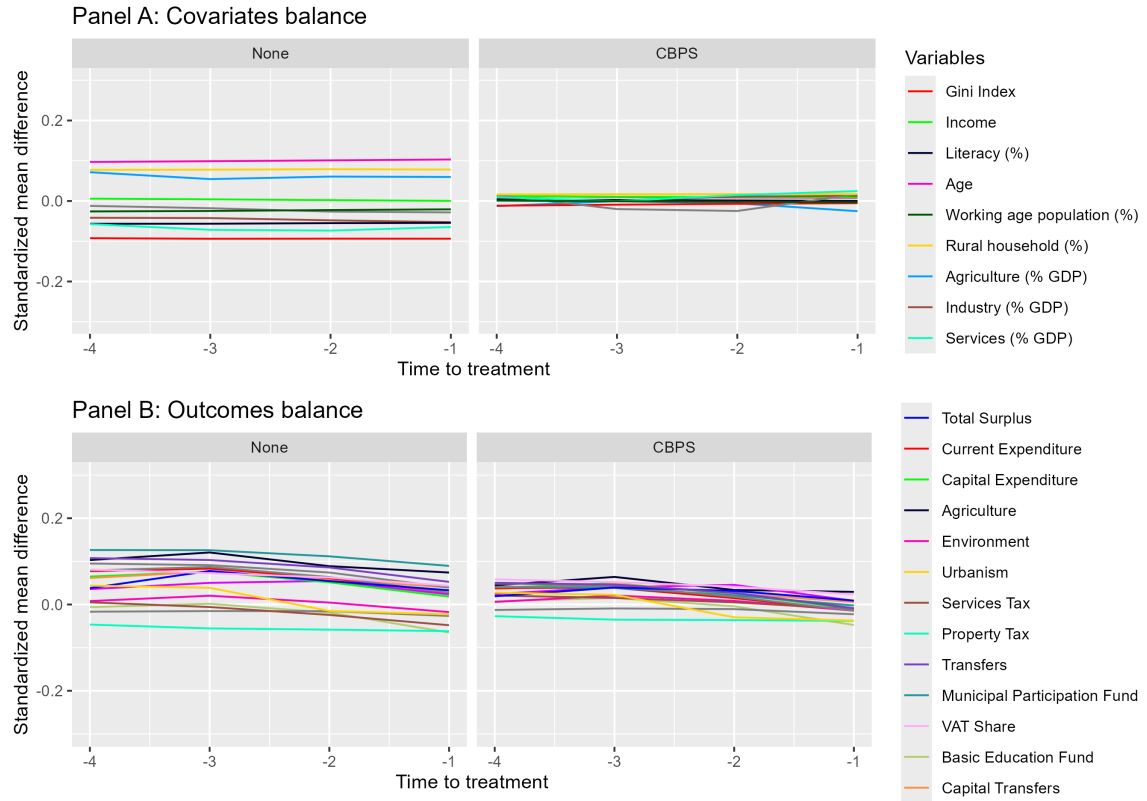 Panel A: Covariates balance
None
CBPS
Standardized mean difference
0.2
0.0
-0.2
-4
-3
-2
-1
-4
-3
-2
-1
Time to treatment
Variables
Gini Index
Income
Literacy (%)
Age
Working age population (%)
Rural household (%)
Agriculture (% GDP)
Industry (% GDP)
Services (% GDP)
Panel B: Outcomes balance
None
CBPS
Standardized mean difference
0.2
0.0
-0.2
-4
-3
-2
-1
-4
-3
-2
-1
Time to treatment
Total Surplus
Current Expenditure
Capital Expenditure
Agriculture
Environment
Urbanism
Services Tax
Property Tax
Transfers
Municipal Participation Fund
VAT Share
Basic Education Fund
Capital Transfers